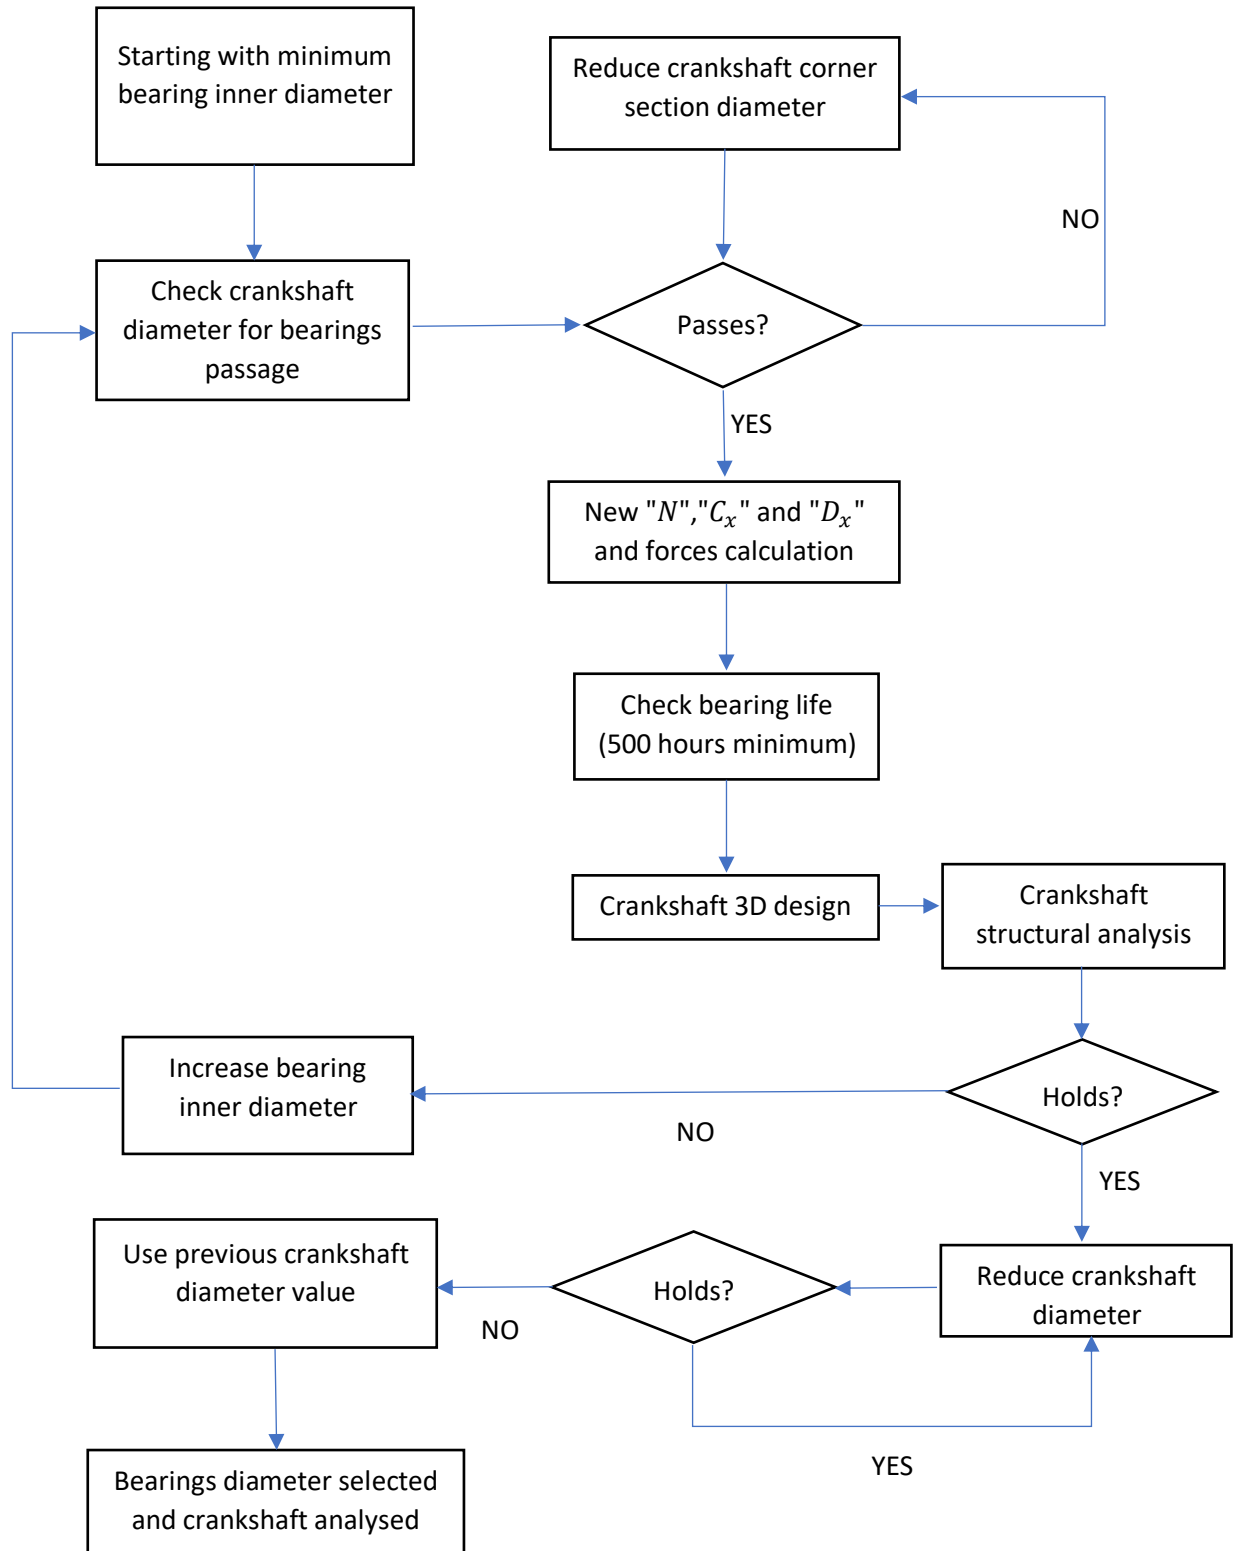 Starting with minimum
bearing inner diameter
Reduce crankshaft corner
section diameter
NO
Check crankshaft
diameter for bearings
passage
Passes?
YES
New "N","Cₓ" and "Dₓ"
and forces calculation
Check bearing life
(500 hours minimum)
Crankshaft 3D design
Crankshaft
structural analysis
Increase bearing
inner diameter
Holds?
NO
YES
Use previous crankshaft
diameter value
Holds?
Reduce crankshaft
diameter
NO
YES
Bearings diameter selected
and crankshaft analysed